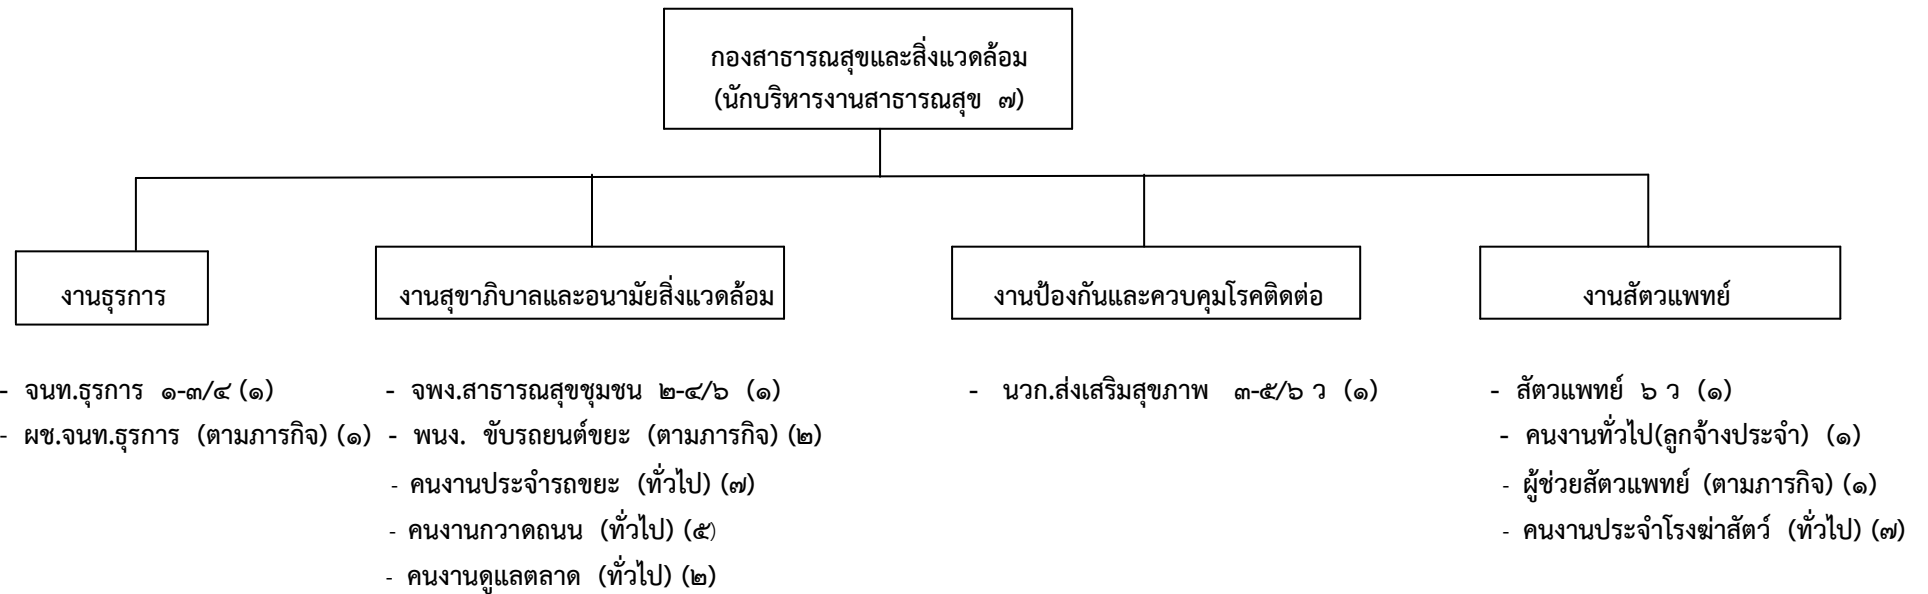 กองสาธารณสุขและสิ่งแวดล้อม
(นักบริหารงานสาธารณสุข ๗)
งานธุรการ
งานสุขาภิบาลและอนามัยสิ่งแวดล้อม
งานป้องกันและควบคุมโรคติดต่อ
งานสัตวแพทย์
- จนท.ธุรการ ๑-๓/๔ (๑)
- ผช.จนท.ธุรการ (ตามภารกิจ) (๑)
- จพง.สาธารณสุขชุมชน ๒-๔/๖ (๑)
- พนง. ขับรถยนต์ขยะ (ตามภารกิจ) (๒)
- คนงานประจำรถขยะ (ทั่วไป) (๗)
- คนงานกวาดถนน (ทั่วไป) (๕)
- คนงานดูแลตลาด (ทั่วไป) (๒)
- นวก.ส่งเสริมสุขภาพ ๓-๕/๖ ว (๑)
- สัตวแพทย์ ๖ ว (๑)
- คนงานทั่วไป(ลูกจ้างประจำ) (๑)
- ผู้ช่วยสัตวแพทย์ (ตามภารกิจ) (๑)
- คนงานประจำโรงฆ่าสัตว์ (ทั่วไป) (๗)